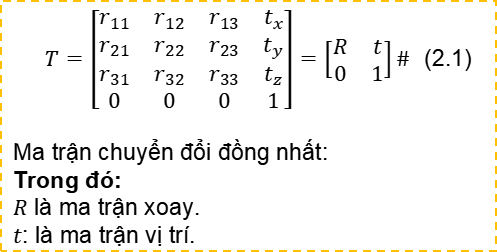 T = [r11 r12 r13 tx
r21 r22 r23 ty
r31 r32 r33 tz
0 0 0 1] = [R t
0 1] # (2.1)
Ma trận chuyển đổi đồng nhất:
Trong đó:
R là ma trận xoay.
t: là ma trận vị trí.